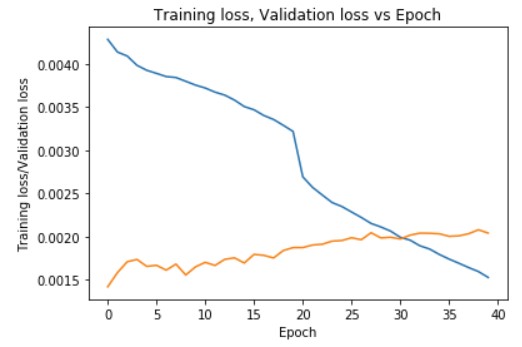 Training loss, Validation loss vs Epoch
Training loss/Validation loss
0.0040
0.0035
0.0030
0.0025
0.0020
0.0015
0 5 10 15 20 25 30 35 40
Epoch